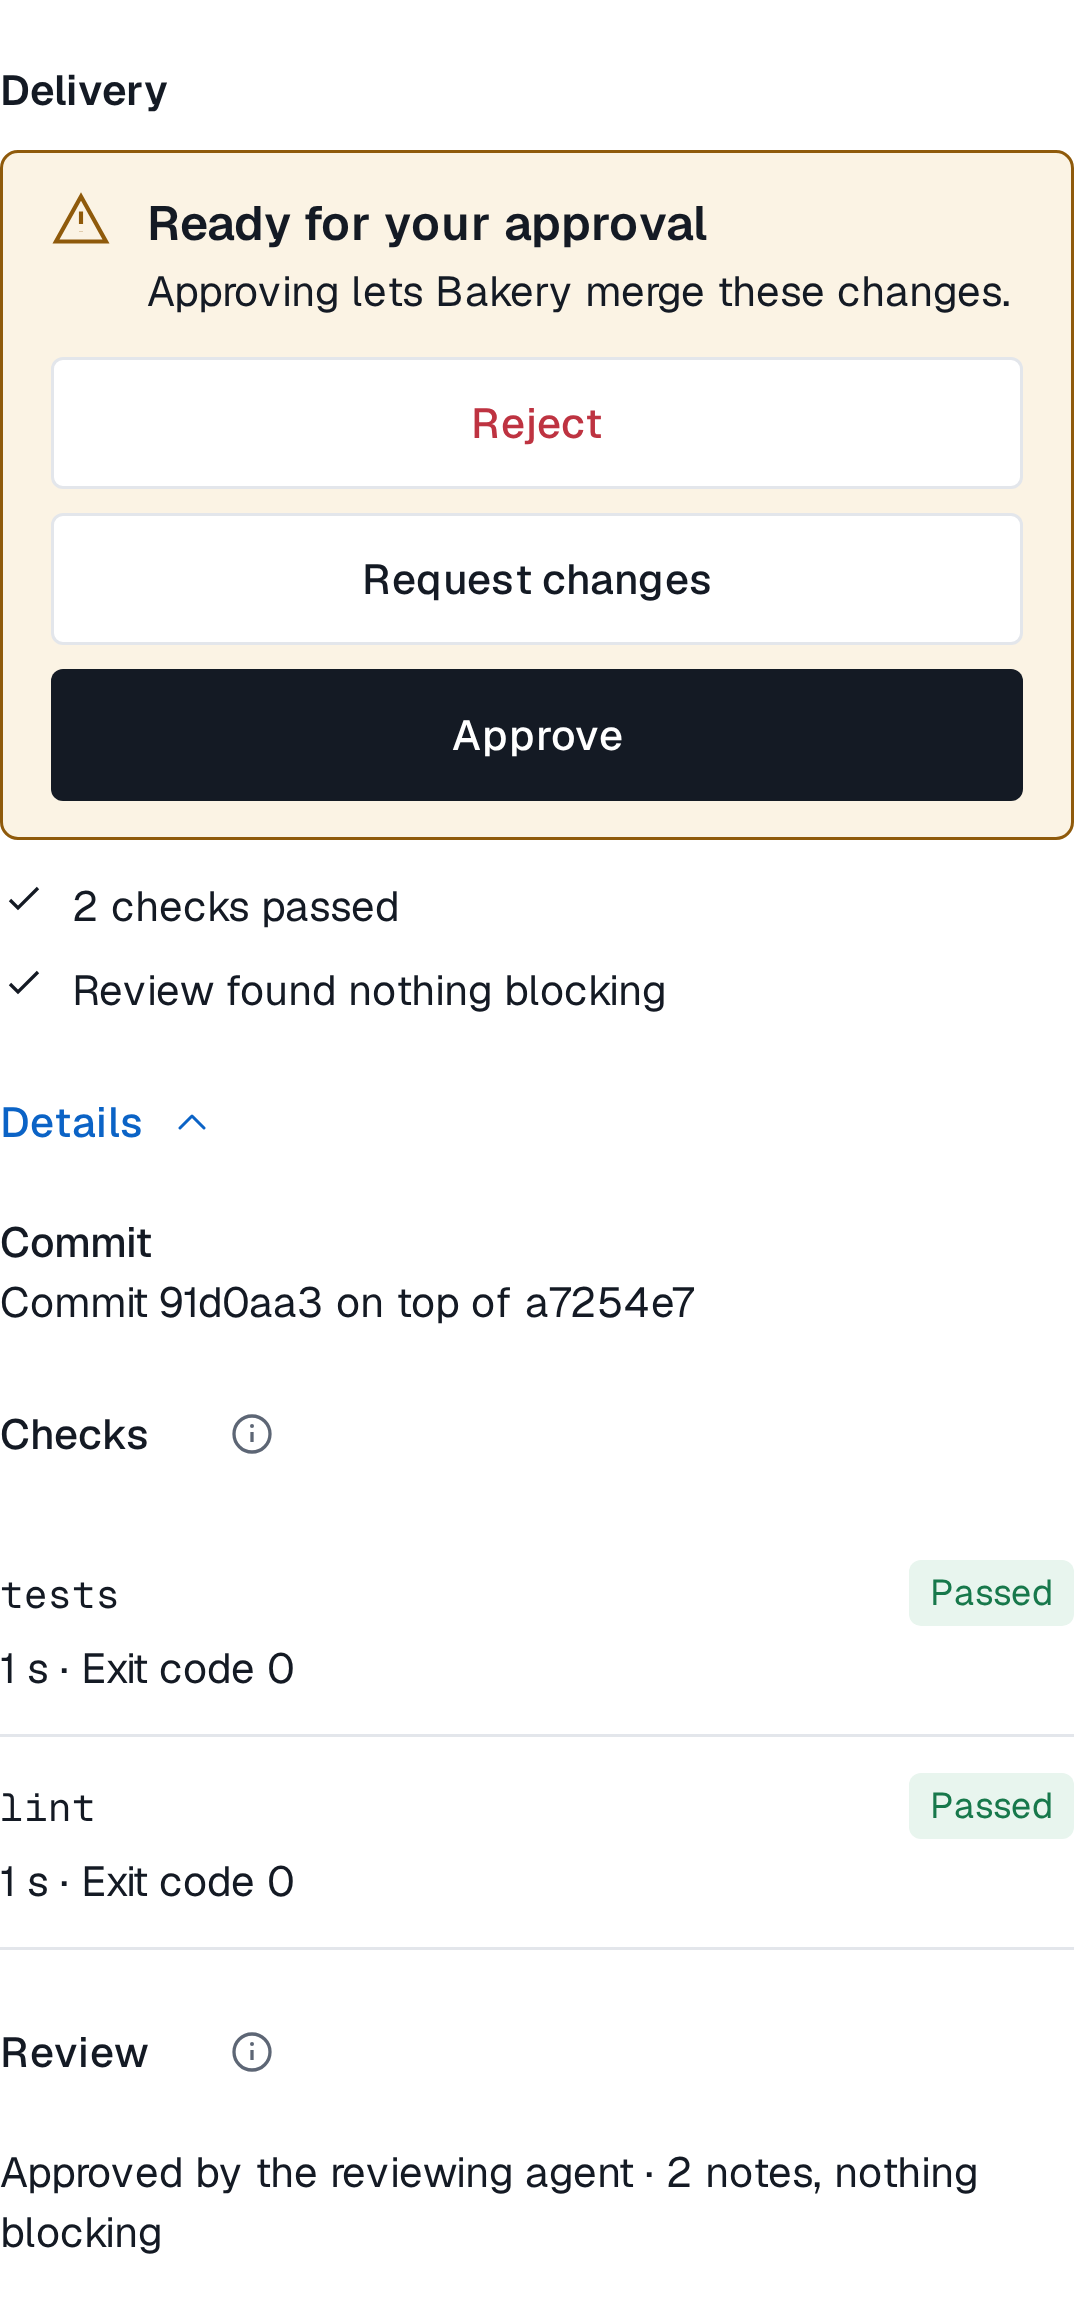 Delivery
Ready for your approval
Approving lets Bakery merge these changes.
Reject
Request changes
Approve
2 checks passed
Review found nothing blocking
Details
Commit
Commit 91d0aa3 on top of a7254e7
Checks
tests
Passed
1 s · Exit code 0
lint
Passed
1 s · Exit code 0
Review
Approved by the reviewing agent · 2 notes, nothing
blocking